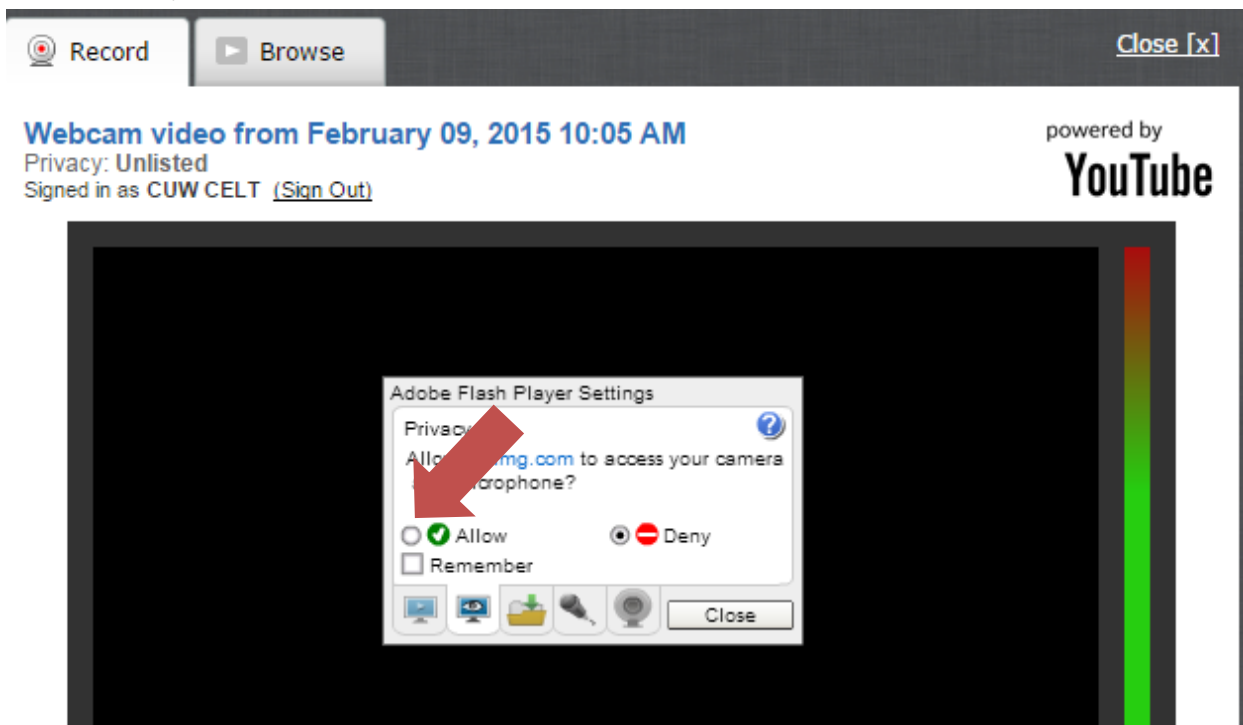 Record
Browse
Close [x]
Webcam video from February 09, 2015 10:05 AM
powered by
YouTube
Privacy: Unlisted
Signed in as CUW CELT (Sign Out)
Adobe Flash Player Settings
Privacy
to access your camera
Allow
Deny
Remember
Close